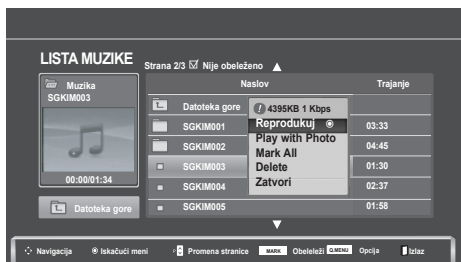 LISTA MUZIKE
Strana 2/3 ☑ Nije obeleženo ▲
Muzika
SGKIM003
00:00/01:34
Datoteka gore
Naslov Trajanje
Datoteka gore
SGKIM001 03:33
SGKIM002 04:45
SGKIM003 01:30
SGKIM004 02:37
SGKIM005 01:58
4395KB 1 Kbps
Reprodukuj
Play with Photo
Mark All
Delete
Zatvori
▼
Navigacija Iskačući meni Promena stranice MARK Obeleleži Q.MENU Opcija Izlaz